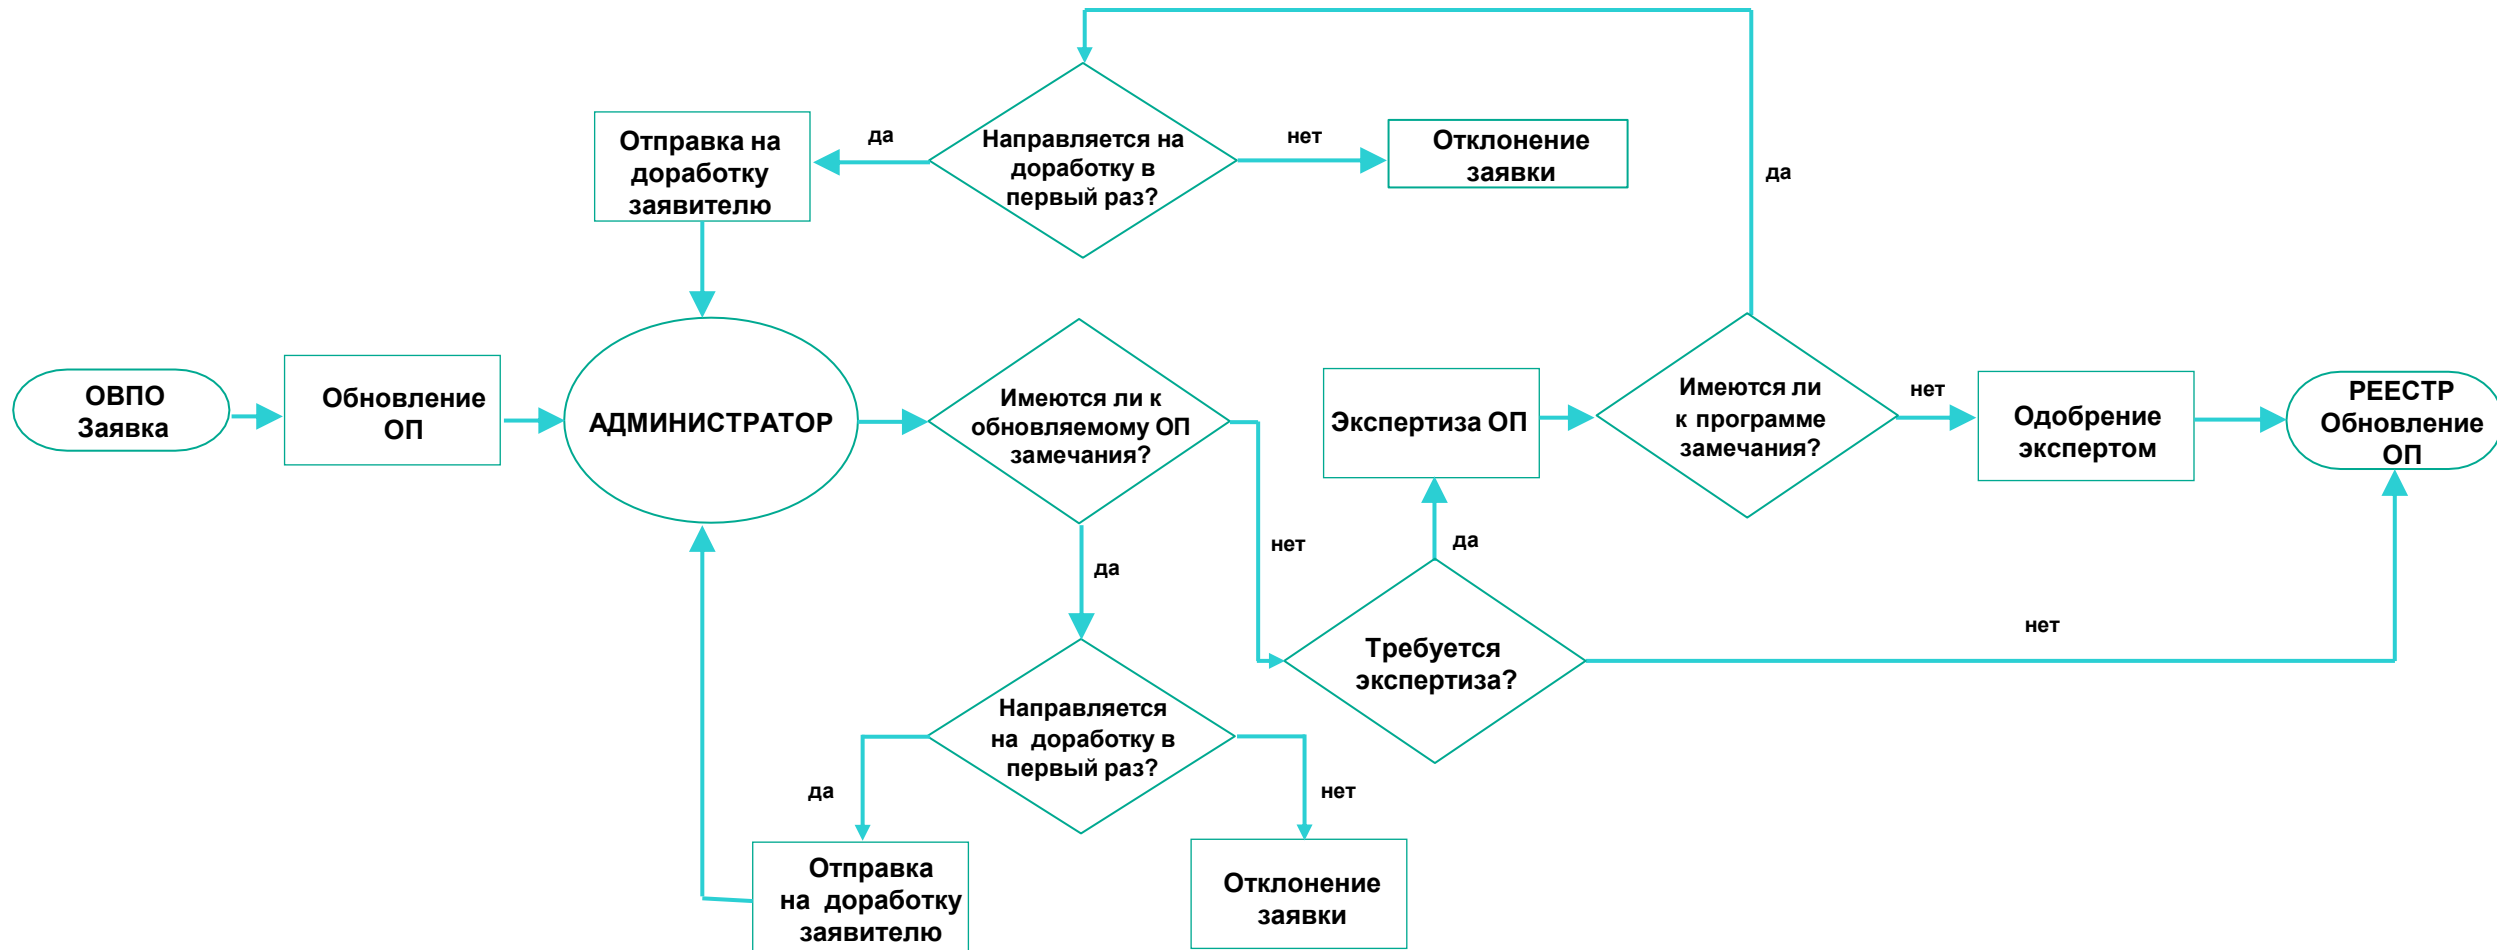 Отправка на
доработку
заявителю
да
Направляется на
доработку в
первый раз?
нет
Отклонение
заявки
да
ОВПО
Заявка
Обновление
ОП
АДМИНИСТРАТОР
Имеются ли к
обновляемому ОП
замечания?
Экспертиза ОП
Имеются ли
к программе
замечания?
нет
Одобрение
экспертом
РЕЕСТР
Обновление
ОП
да
нет
да
Требуется
экспертиза?
нет
Направляется
на доработку в
первый раз?
да
нет
Отправка
на доработку
заявителю
Отклонение
заявки